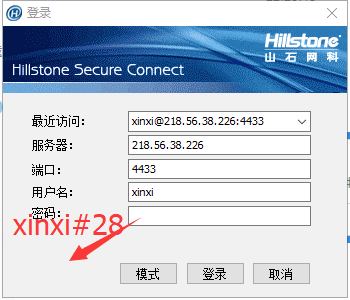 登录
Hillstone
山石网科
Hillstone Secure Connect
最近访问: xinxi@218.56.38.226:4433
服务器: 218.56.38.226
端口: 4433
用户名: xinxi
密码:
xinxi#28
模式 登录 取消